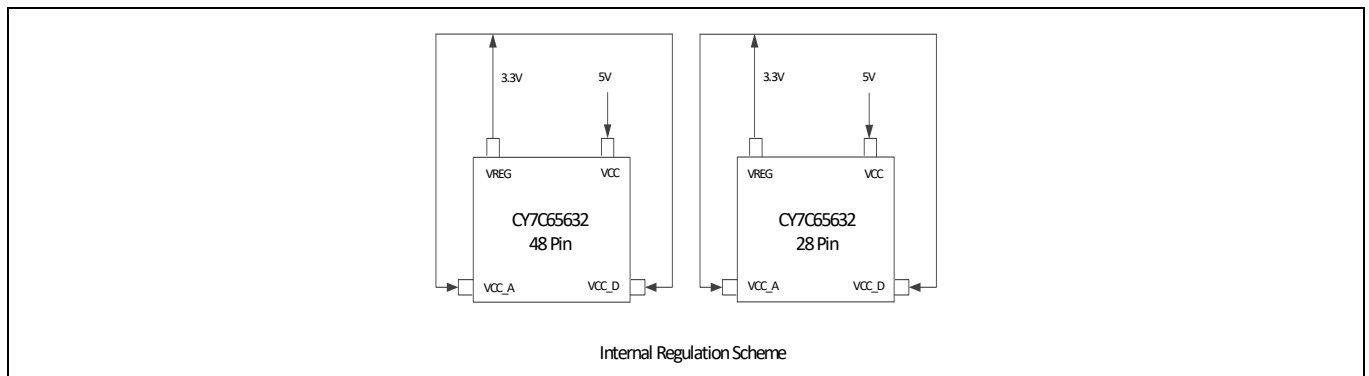 3.3V
5V
VREG
VCC
CY7C65632
48 Pin
VCC_A
VCC_D
3.3V
5V
VREG
VCC
CY7C65632
28 Pin
VCC_A
VCC_D
Internal Regulation Scheme